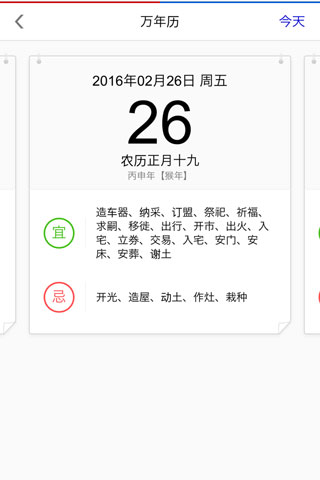 万年历
今天
2016年02月26日 周五
26
农历正月十九
丙申年【猴年】
宜
造车器、纳采、订盟、祭祀、祈福、
求嗣、移徙、出行、开市、出火、入
宅、立券、交易、入宅、安门、安
床、安葬、谢土
忌
开光、造屋、动土、作灶、栽种